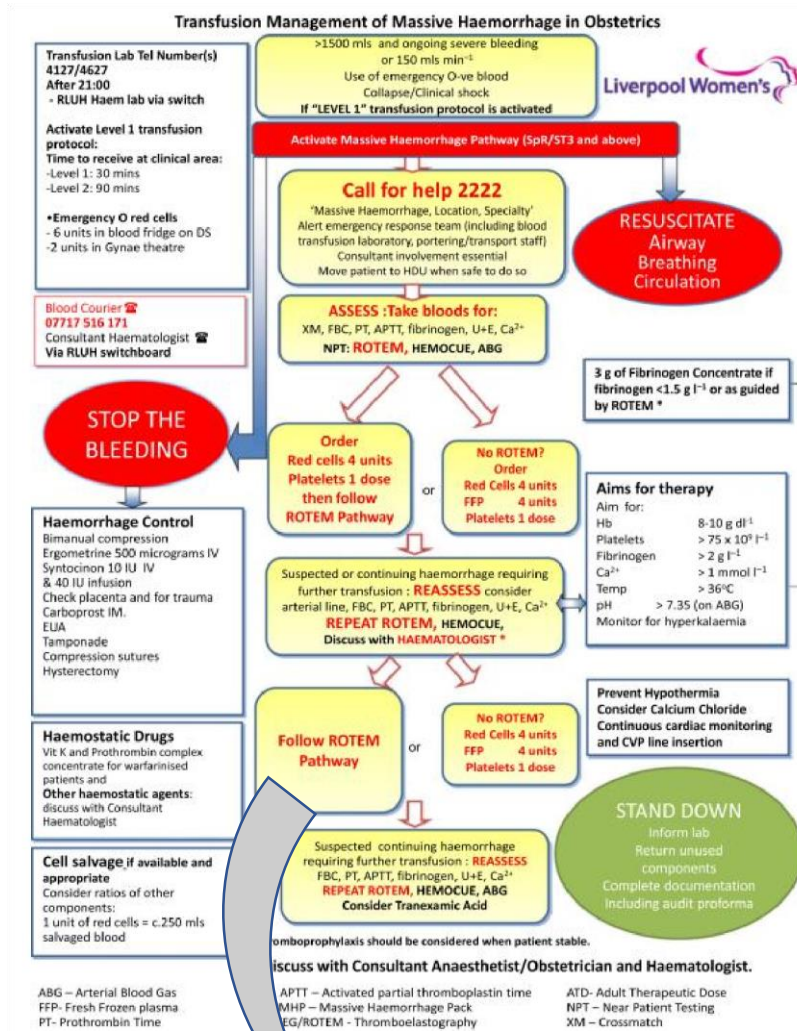 Transfusion Management of Massive Haemorrhage in Obstetrics
Transfusion Lab Tel Number(s)
4127/4627
After 21:00
- RLUH Haem lab via switch
Activate Level 1 transfusion
protocol:
Time to receive at clinical area:
-Level 1: 30 mins
-Level 2: 90 mins
•Emergency O red cells
- 6 units in blood fridge on DS
-2 units in Gynae theatre
>1500 mls and ongoing severe bleeding
or 150 mls min⁻¹
Use of emergency O-ve blood
Collapse/Clinical shock
If "LEVEL 1" transfusion protocol is activated
Liverpool Women's
Activate Massive Haemorrhage Pathway (SpR/ST3 and above)
Call for help 2222
'Massive Haemorrhage, Location, Specialty'
Alert emergency response team (including blood
transfusion laboratory, portering/transport staff)
Consultant involvement essential
Move patient to HDU when safe to do so
RESUSCITATE
Airway
Breathing
Circulation
Blood Courier ☎
07717 516 171
Consultant Haematologist ☎
Via RLUH switchboard
ASSESS :Take bloods for:
XM, FBC, PT, APTT, fibrinogen, U+E, Ca²⁺
NPT: ROTEM, HEMOCUE, ABG
3 g of Fibrinogen Concentrate if
fibrinogen <1.5 g l⁻¹ or as guided
by ROTEM *
STOP THE
BLEEDING
Order
Red cells 4 units
Platelets 1 dose
then follow
ROTEM Pathway
or
No ROTEM?
Order
Red Cells 4 units
FFP 4 units
Platelets 1 dose
Aims for therapy
Aim for:
Hb 8-10 g dl⁻¹
Platelets > 75 x 10⁹ l⁻¹
Fibrinogen > 2 g l⁻¹
Ca²⁺ > 1 mmol l⁻¹
Temp > 36°C
pH > 7.35 (on ABG)
Monitor for hyperkalaemia
Haemorrhage Control
Bimanual compression
Ergometrine 500 micrograms IV
Syntocinon 10 IU IV
& 40 IU infusion
Check placenta and for trauma
Carboprost IM.
EUA
Tamponade
Compression sutures
Hysterectomy
Suspected or continuing haemorrhage requiring
further transfusion : REASSESS consider
arterial line, FBC, PT, APTT, fibrinogen, U+E, Ca²⁺
REPEAT ROTEM, HEMOCUE,
Discuss with HAEMATOLOGIST *
Prevent Hypothermia
Consider Calcium Chloride
Continuous cardiac monitoring
and CVP line insertion
Haemostatic Drugs
Vit K and Prothrombin complex
concentrate for warfarinised
patients and
Other haemostatic agents:
discuss with Consultant
Haematologist
Follow ROTEM
Pathway
or
No ROTEM?
Red Cells 4 units
FFP 4 units
Platelets 1 dose
STAND DOWN
Inform lab
Return unused
components
Complete documentation
Including audit proforma
Cell salvage if available and
appropriate
Consider ratios of other
components:
1 unit of red cells = c.250 mls
salvaged blood
Suspected continuing haemorrhage
requiring further transfusion : REASSESS
FBC, PT, APTT, fibrinogen, U+E, Ca²⁺
REPEAT ROTEM, HEMOCUE, ABG
Consider Tranexamic Acid
romboprophylaxis should be considered when patient stable.
iscuss with Consultant Anaesthetist/Obstetrician and Haematologist.
ABG – Arterial Blood Gas
FFP- Fresh Frozen plasma
PT- Prothrombin Time
APTT – Activated partial thromboplastin time
MHP – Massive Haemorrhage Pack
EG/ROTEM - Thromboelastography
ATD- Adult Therapeutic Dose
NPT – Near Patient Testing
XM – Crossmatch